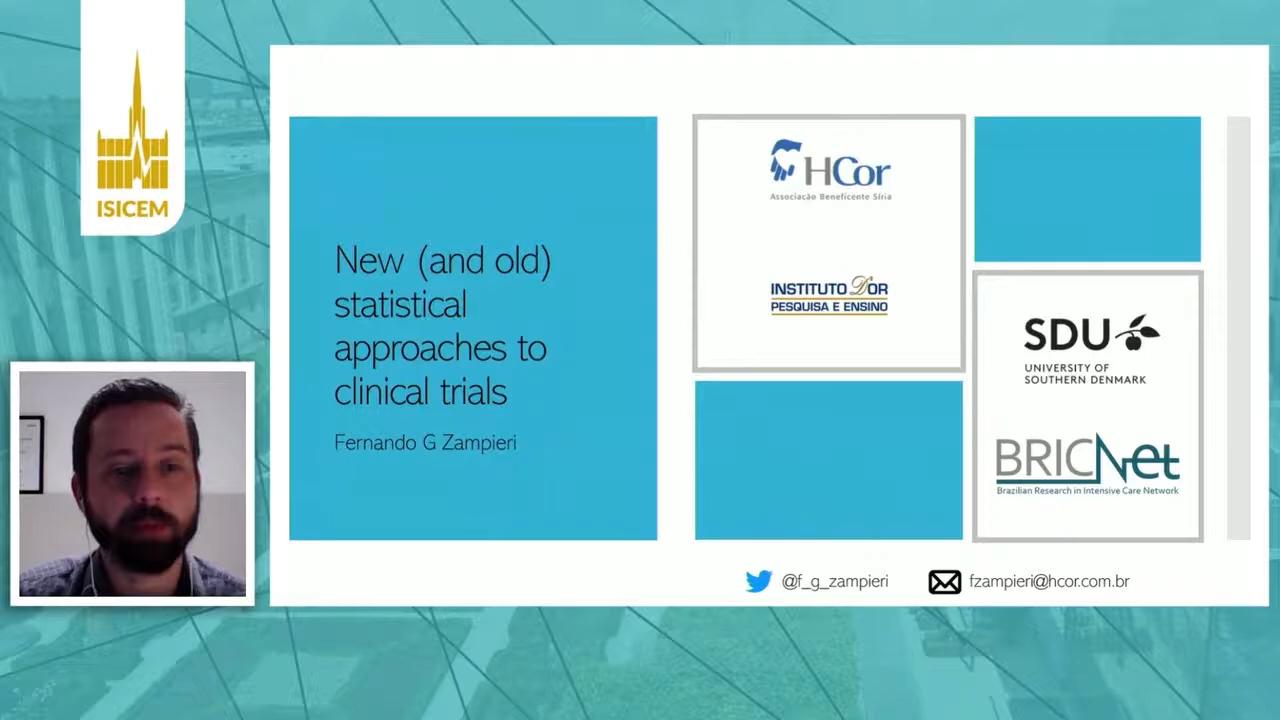 ISICEM
New (and old)
statistical
approaches to
clinical trials
Fernando G Zampieri
HCor
Associação Beneficente Síria
INSTITUTO D'OR
PESQUISA E ENSINO
SDU
UNIVERSITY OF
SOUTHERN DENMARK
BRICNet
Brazilian Research in Intensive Care Network
@f_g_zampieri
fzampieri@hcor.com.br